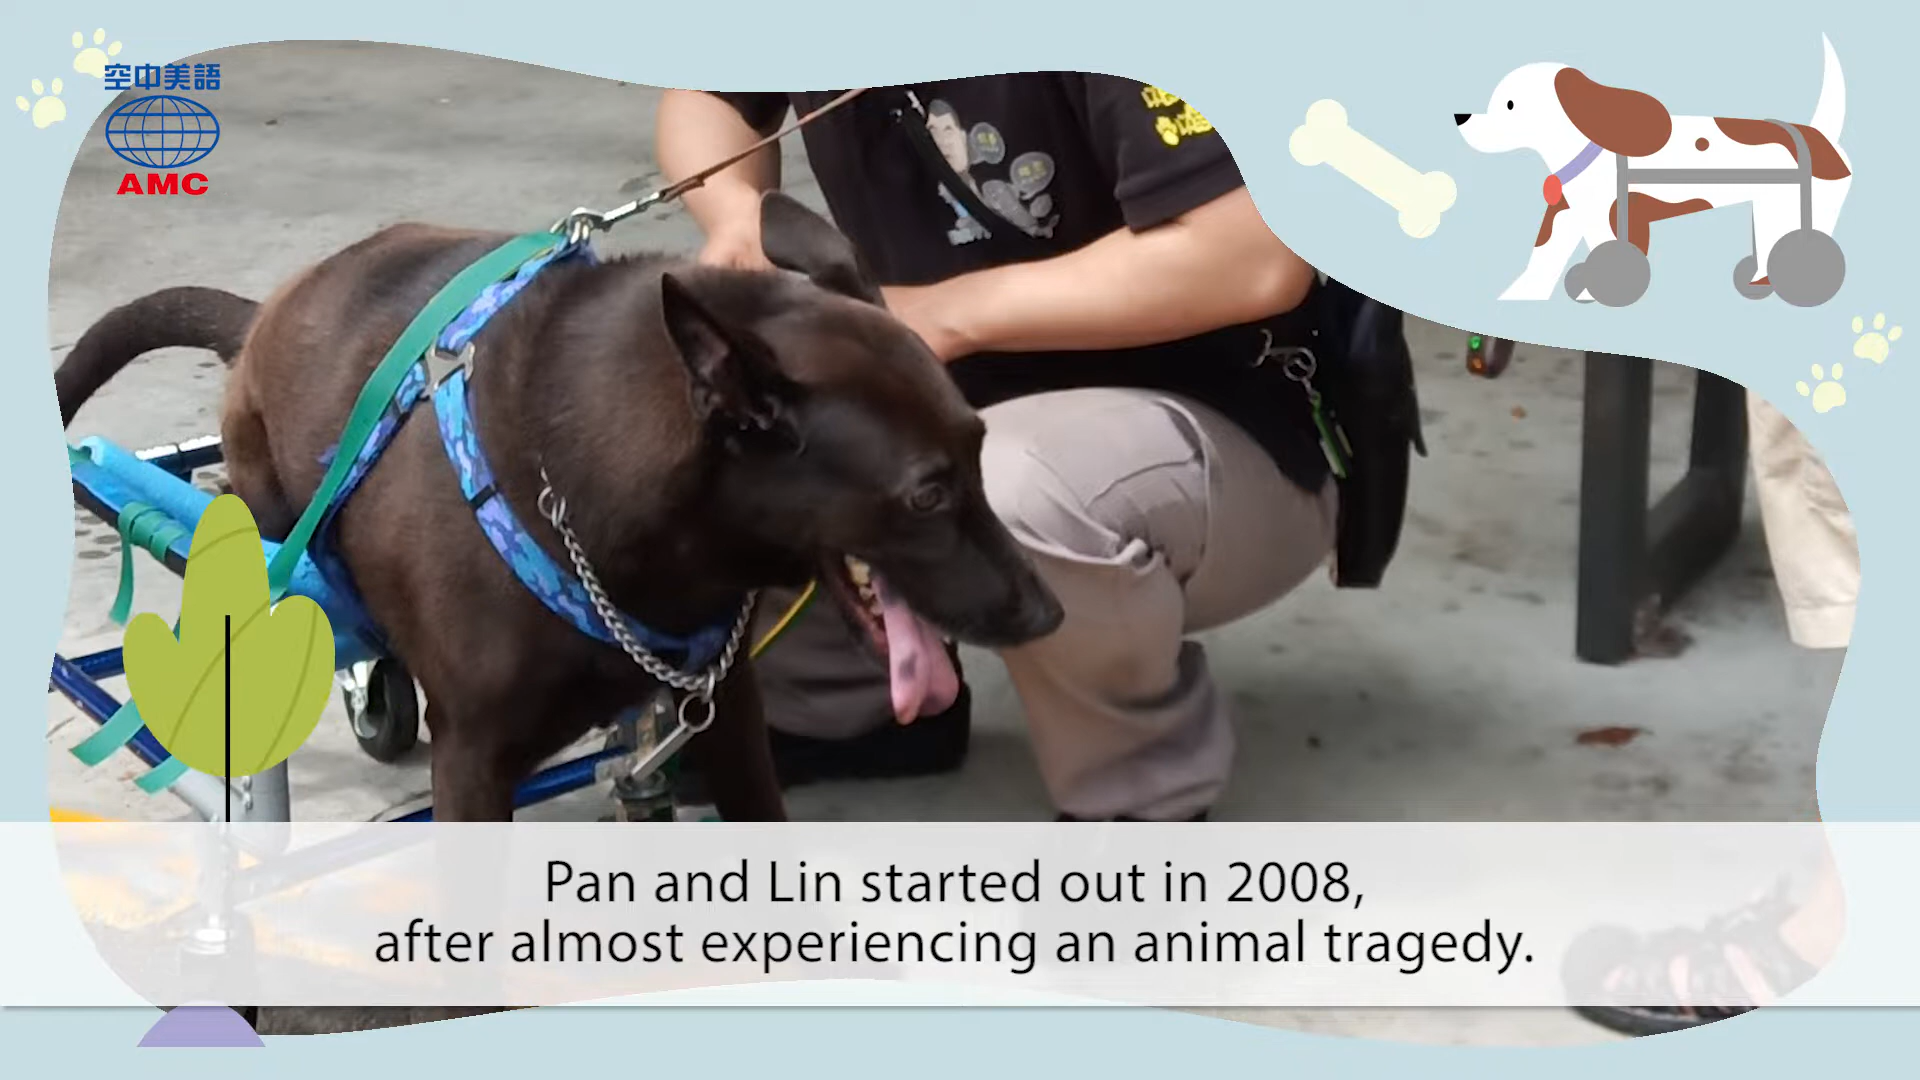 空中美語
AMC
Pan and Lin started out in 2008,
after almost experiencing an animal tragedy.